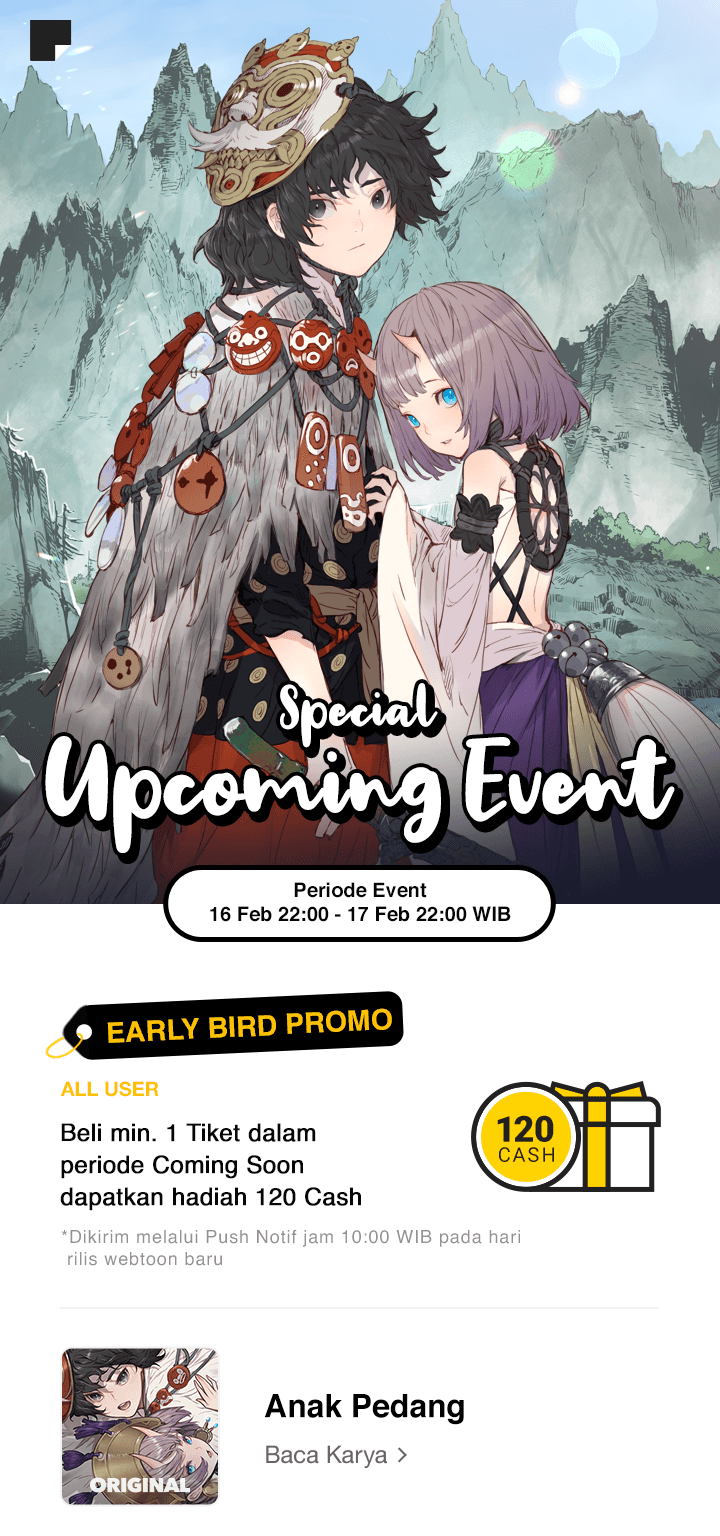 Special
Upcoming Event
Periode Event
16 Feb 22:00 - 17 Feb 22:00 WIB
EARLY BIRD PROMO
ALL USER
Beli min. 1 Tiket dalam
periode Coming Soon
dapatkan hadiah 120 Cash
120
CASH
*Dikirim melalui Push Notif jam 10:00 WIB pada hari
rilis webtoon baru
ORIGINAL
Anak Pedang
Baca Karya >